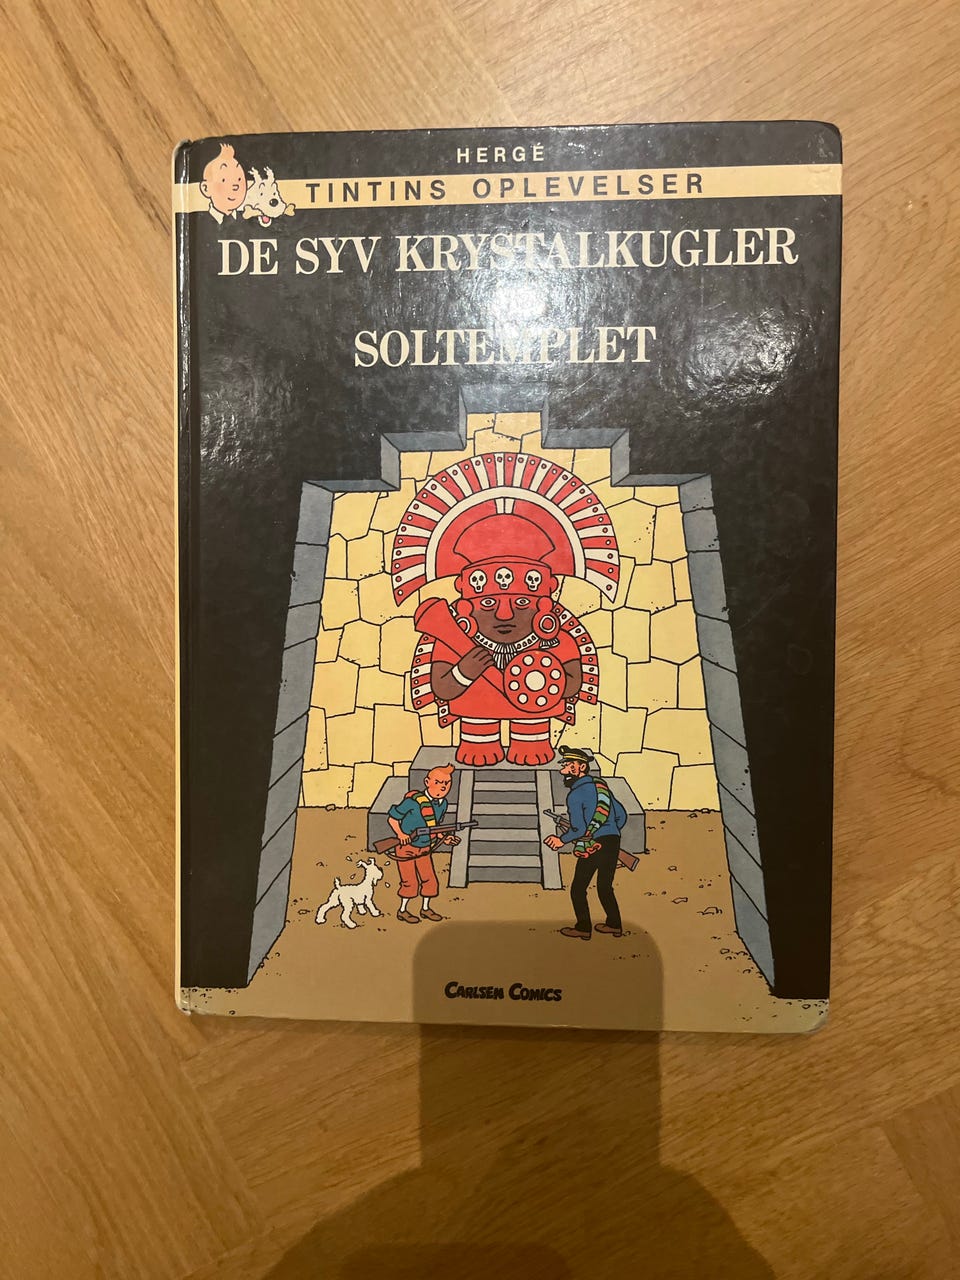 HERGÉ
TINTINS OPLEVELSER
DE SYV KRYSTALKUGLER
SOLTEMPLET
CARLSEN COMICS